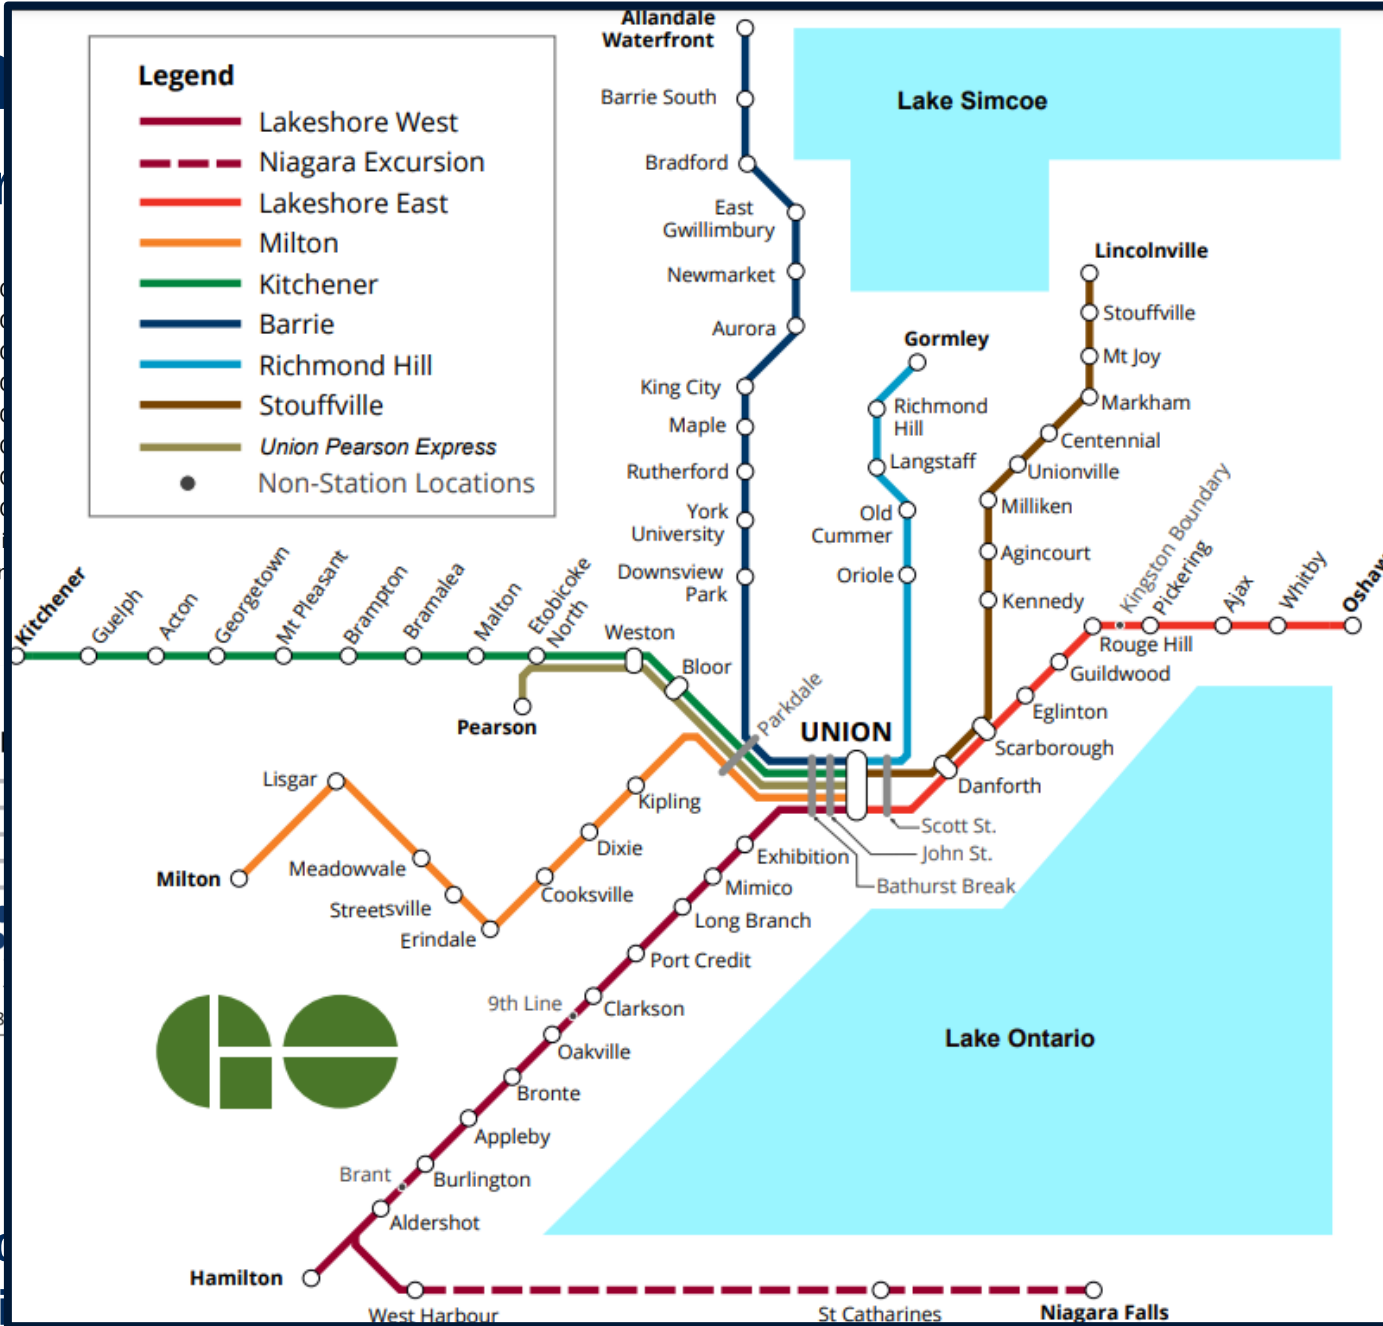 Legend
Lakeshore West
Niagara Excursion
Lakeshore East
Milton
Kitchener
Barrie
Richmond Hill
Stouffville
Union Pearson Express
Non-Station Locations
Allandale
Waterfront
Barrie South
Bradford
East
Gwillimbury
Newmarket
Aurora
King City
Maple
Rutherford
York
University
Downsview
Park
Lake Simcoe
Gormley
Richmond
Hill
Langstaff
Old
Cummer
Oriole
Lincolnville
Stouffville
Mt Joy
Markham
Centennial
Unionville
Milliken
Agincourt
Kennedy
Kitchener
Guelph
Acton
Georgetown
Mt Pleasant
Brampton
Bramalea
Malton
Etobicoke
North
Weston
Bloor
Pearson
Parkdale
UNION
Kingston Boundary
Pickering
Ajax
Whitby
Rouge Hill
Guildwood
Eglinton
Scarborough
Danforth
Scott St.
John St.
Bathurst Break
Lisgar
Milton
Meadowvale
Streetsville
Erindale
Cooksville
Dixie
Kipling
Exhibition
Mimico
Long Branch
Port Credit
9th Line
Clarkson
Oakville
Bronte
Appleby
Brant
Burlington
Aldershot
Hamilton
West Harbour
St Catharines
Niagara Falls
Lake Ontario
GO